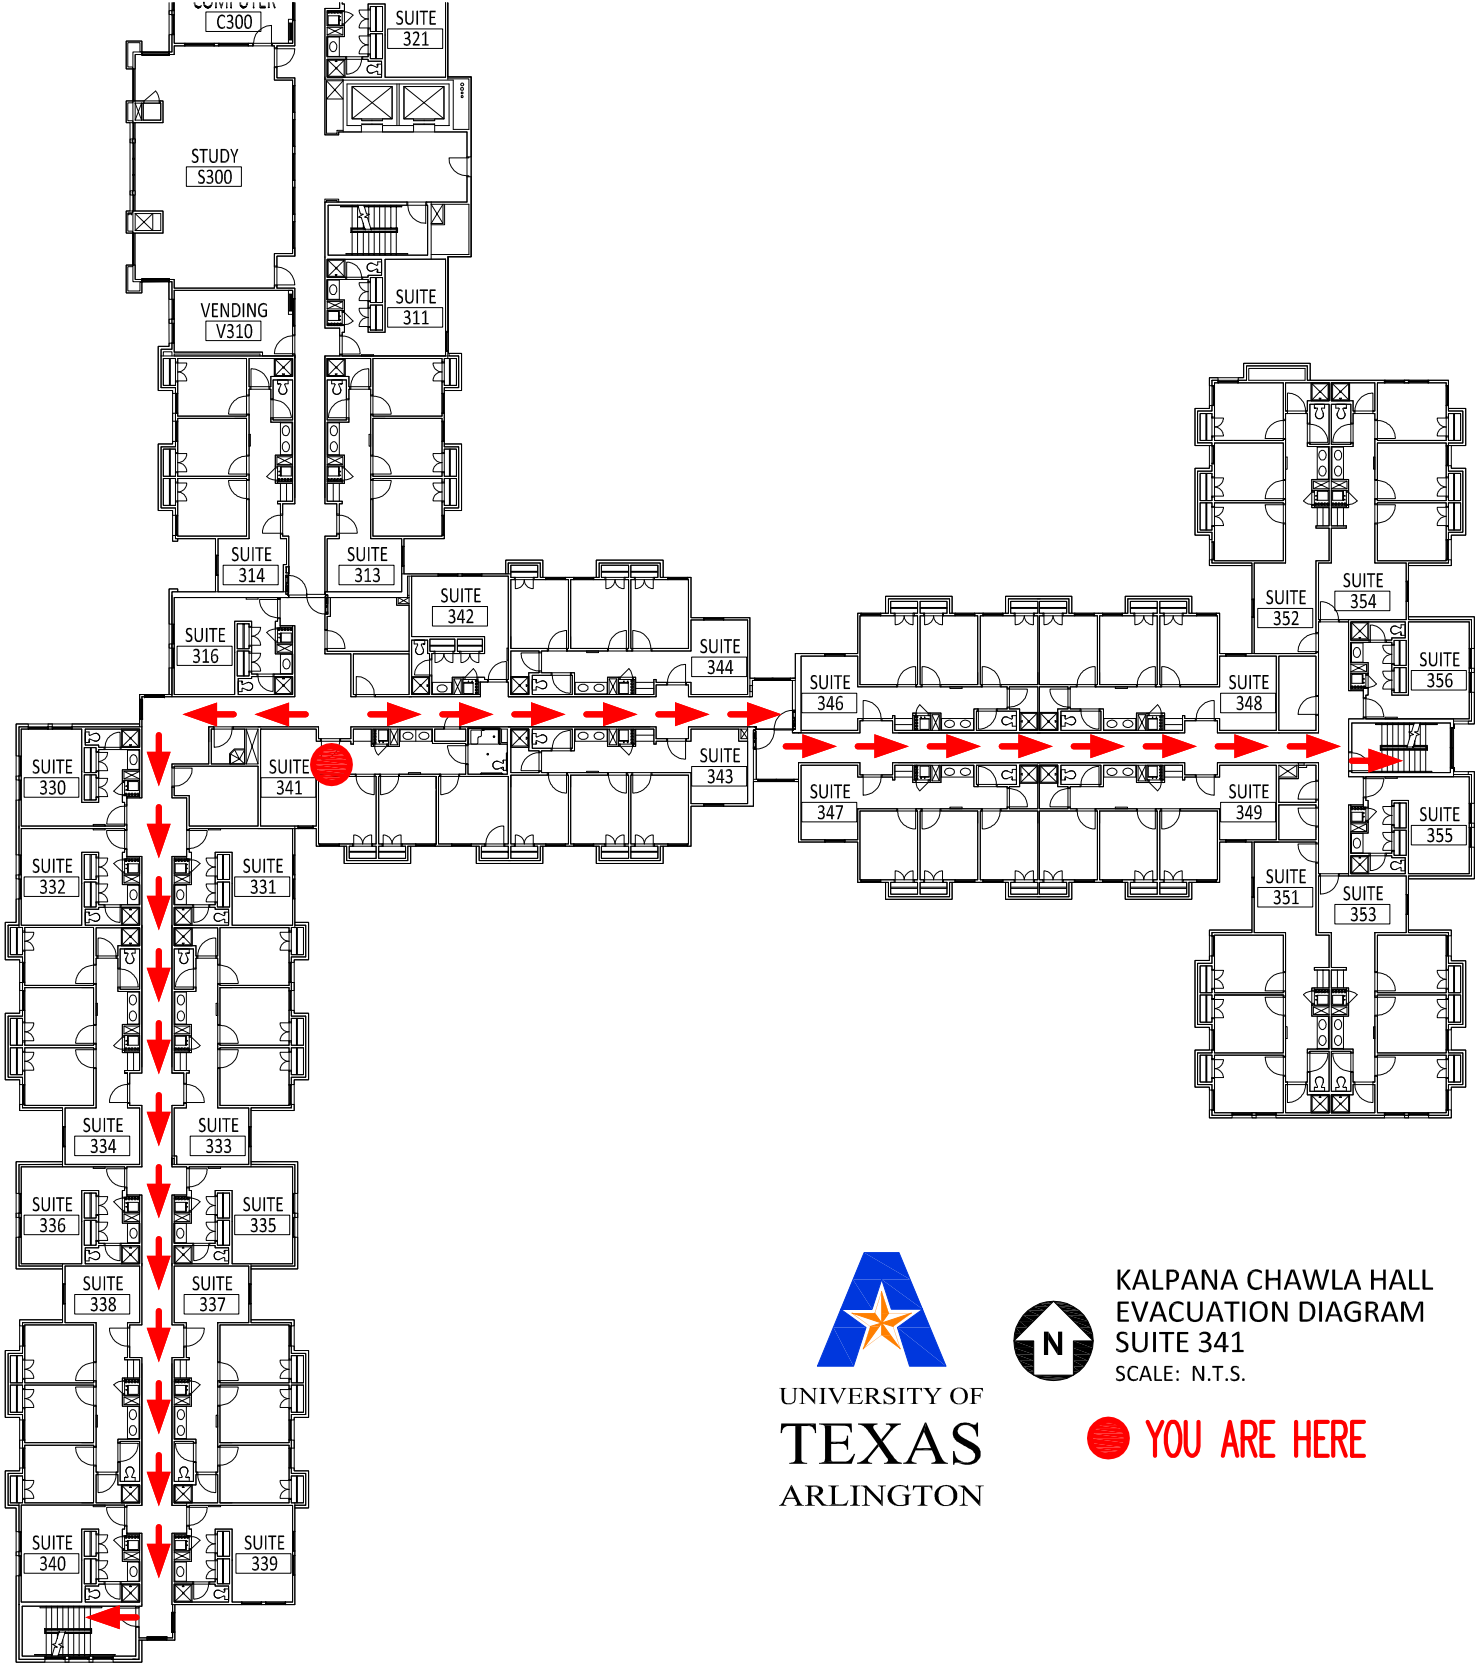 COMPUTER
C300
SUITE
321
STUDY
S300
VENDING
V310
SUITE
311
SUITE
314
SUITE
313
SUITE
316
SUITE
342
SUITE
344
SUITE
346
SUITE
348
SUITE
352
SUITE
354
SUITE
356
SUITE
330
SUITE
341
SUITE
343
SUITE
347
SUITE
349
SUITE
355
SUITE
351
SUITE
353
SUITE
332
SUITE
331
SUITE
334
SUITE
333
SUITE
336
SUITE
335
SUITE
338
SUITE
337
SUITE
340
SUITE
339
UNIVERSITY OF
TEXAS
ARLINGTON
N
KALPANA CHAWLA HALL
EVACUATION DIAGRAM
SUITE 341
SCALE: N.T.S.
YOU ARE HERE